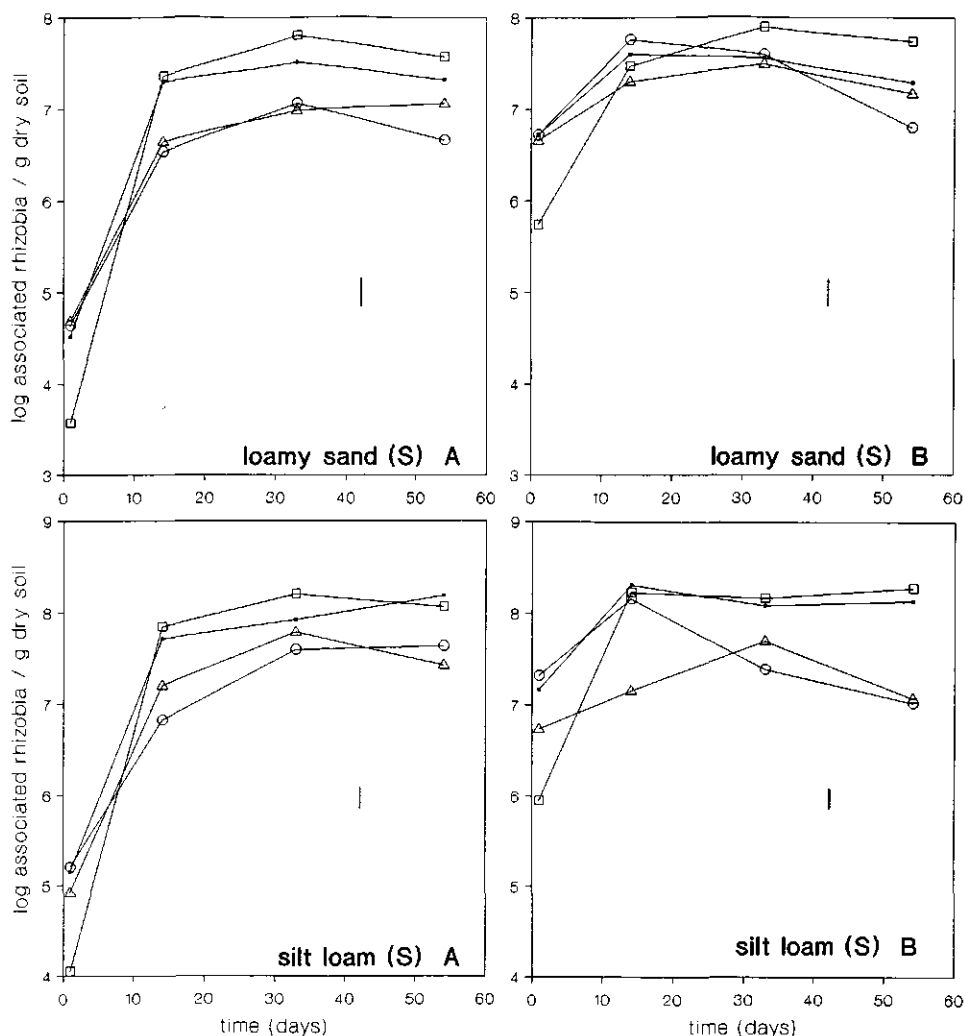 log associated rhizobia / g dry soil
8
7
6
5
4
3
0 10 20 30 40 50 60
loamy sand (S) A
8
7
6
5
4
3
0 10 20 30 40 50 60
loamy sand (S) B
log associated rhizobia / g dry soil
9
8
7
6
5
4
0 10 20 30 40 50 60
time (days)
silt loam (S) A
9
8
7
6
5
4
0 10 20 30 40 50 60
time (days)
silt loam (S) B